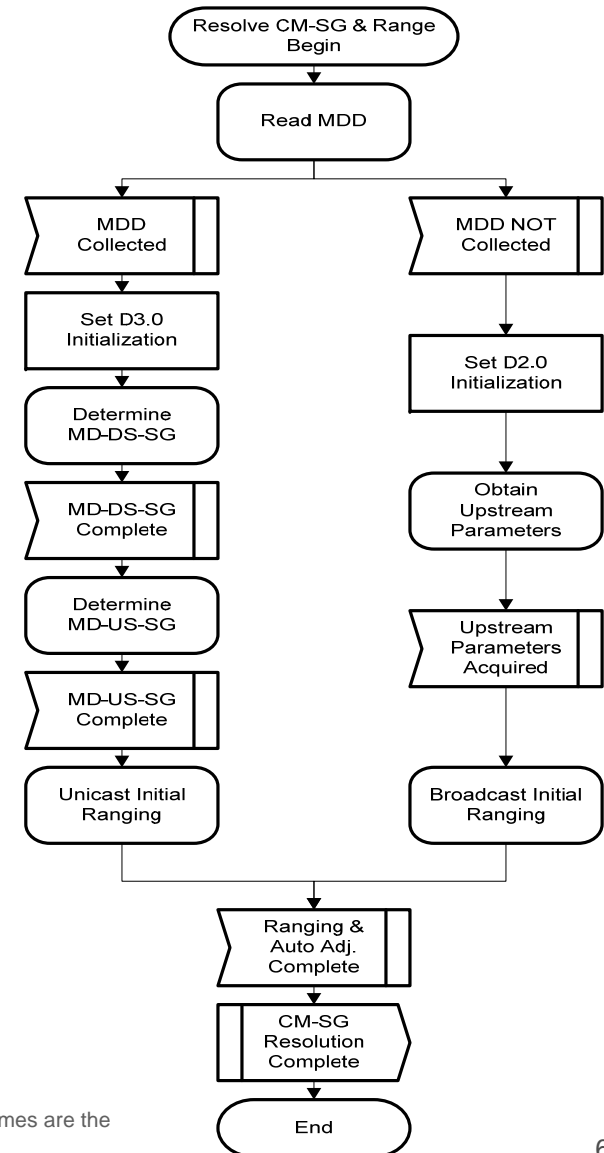 Resolve CM-SG & Range
Begin
Read MDD
MDD
Collected
MDD NOT
Collected
Set D3.0
Initialization
Set D2.0
Initialization
Determine
MD-DS-SG
Obtain
Upstream
Parameters
MD-DS-SG
Complete
Determine
MD-US-SG
Upstream
Parameters
Acquired
MD-US-SG
Complete
Unicast Initial
Ranging
Broadcast Initial
Ranging
Ranging &
Auto Adj.
Complete
CM-SG
Resolution
Complete
End
mes are the
6